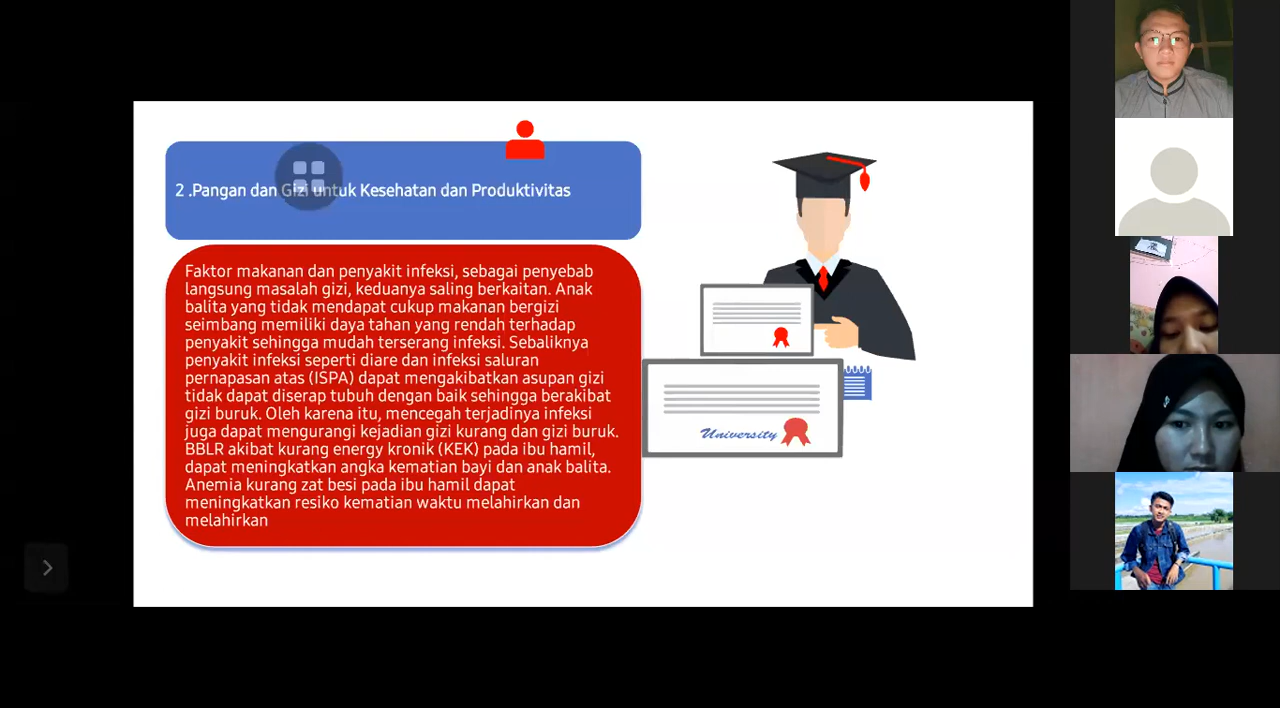 2 .Pangan dan Gizi untuk Kesehatan dan Produktivitas
Faktor makanan dan penyakit infeksi, sebagai penyebab
langsung masalah gizi, keduanya saling berkaitan. Anak
balita yang tidak mendapat cukup makanan bergizi
seimbang memiliki daya tahan yang rendah terhadap
penyakit sehingga mudah terserang infeksi. Sebaliknya
penyakit infeksi seperti diare dan infeksi saluran
pernapasan atas (ISPA) dapat mengakibatkan asupan gizi
tidak dapat diserap tubuh dengan baik sehingga berakibat
gizi buruk. Oleh karena itu, mencegah terjadinya infeksi
juga dapat mengurangi kejadian gizi kurang dan gizi buruk.
BBLR akibat kurang energy kronik (KEK) pada ibu hamil,
dapat meningkatkan angka kematian bayi dan anak balita.
Anemia kurang zat besi pada ibu hamil dapat
meningkatkan resiko kematian waktu melahirkan dan
melahirkan
University